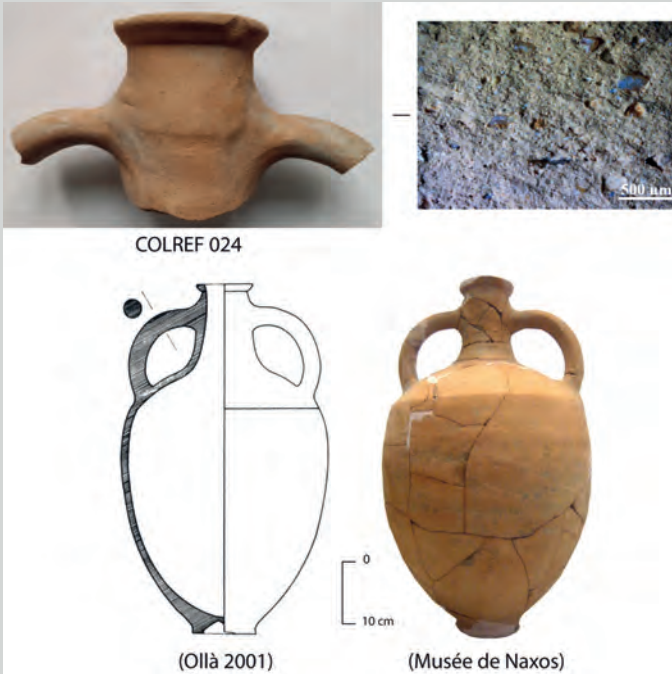 500 µm
COLREF 024
0
10 cm
(Ollà 2001)
(Musée de Naxos)